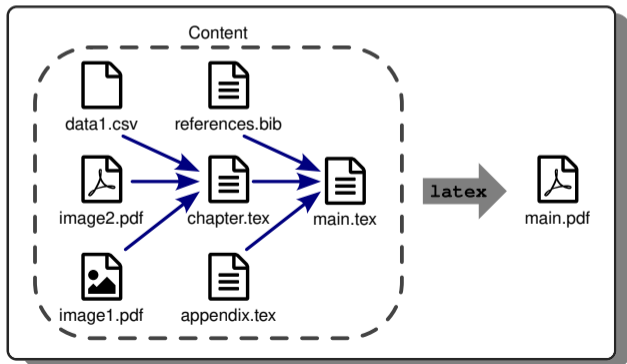 Content
data1.csv
references.bib
image2.pdf
chapter.tex
main.tex
latex
main.pdf
image1.pdf
appendix.tex